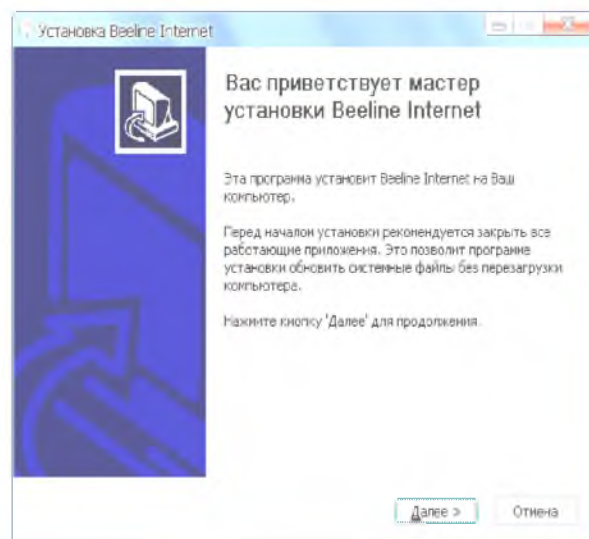 Установка Beeline Internet
Вас приветствует мастер
установки Beeline Internet
Эта программа установит Beeline Internet на Ваш
компьютер.
Перед началом установки рекомендуется закрыть все
работающие приложения. Это позволит программе
установки обновить системные файлы без перезагрузки
компьютера.
Нажмите кнопку 'Далее' для продолжения.
Далее >
Отмена